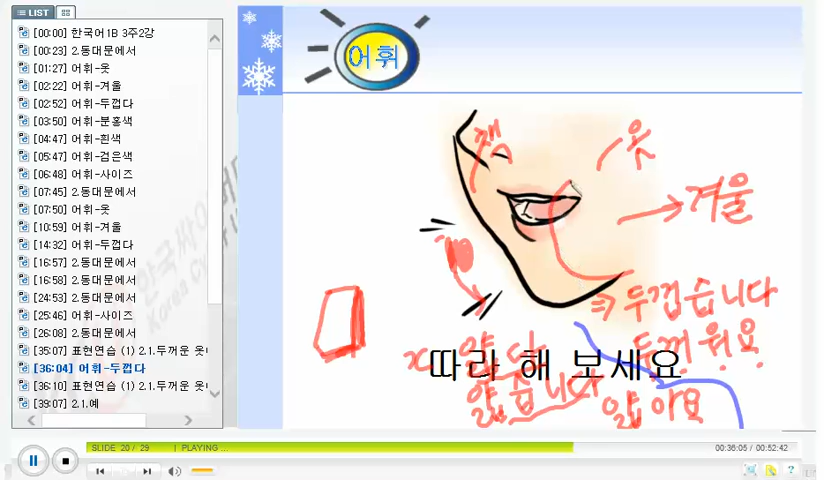 LIST
[00:00] 한국어1B 3주2강
[00:23] 2.동대문에서
[01:27] 어휘-옷
[02:22] 어휘-겨울
[02:52] 어휘-두껍다
[03:50] 어휘-분홍색
[04:47] 어휘-흰색
[05:47] 어휘-검은색
[06:48] 어휘-사이즈
[07:45] 2.동대문에서
[07:50] 어휘-옷
[10:59] 어휘-겨울
[14:32] 어휘-두껍다
[16:57] 2.동대문에서
[16:58] 2.동대문에서
[24:53] 2.동대문에서
[25:46] 어휘-사이즈
[26:08] 2.동대문에서
[35:07] 표현연습 (1) 2.1.두꺼운 옷
[36:04] 어휘-두껍다
[36:10] 표현연습 (1) 2.1.두꺼운 옷
[39:07] 2.1.예
어휘
책
옷
→ 겨울
⇒ 두껍습니다
x 얇다
두꺼워요.
따라 해 보세요
얇습니다
얇아요
SLIDE 20 / 29 | PLAYING ..
00:36:05 / 00:52:42